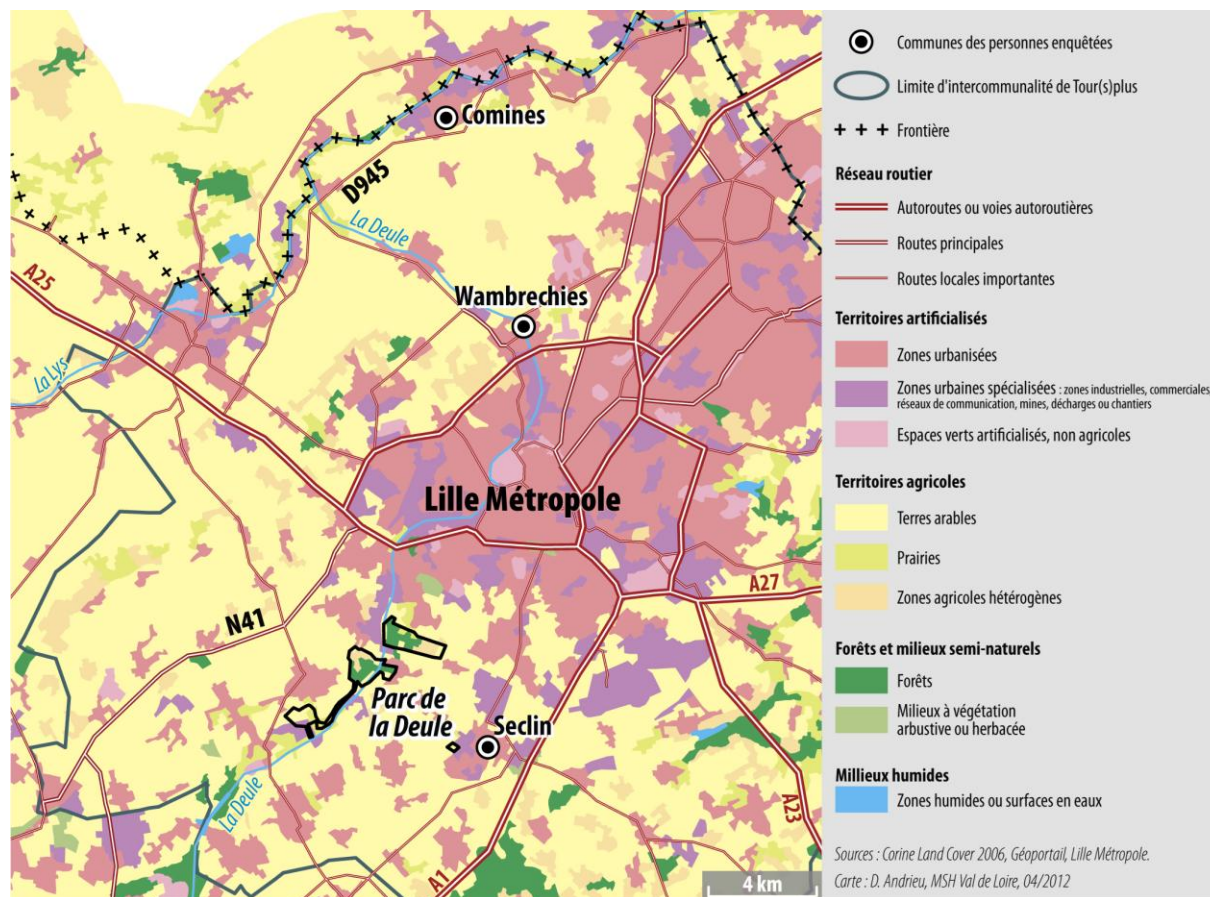 Comines
D945
La Deule
A25
Wambrechies
La Lys
Lille Métropole
A27
N41
Parc de
la Deule
Seclin
La Deule
A23
A1
4 km
Communes des personnes enquêtées
Limite d'intercommunalité de Tour(s)plus
Frontière
Réseau routier
Autoroutes ou voies autoroutières
Routes principales
Routes locales importantes
Territoires artificialisés
Zones urbanisées
Zones urbaines spécialisées : zones industrielles, commerciales,
réseaux de communication, mines, décharges ou chantiers
Espaces verts artificialisés, non agricoles
Territoires agricoles
Terres arables
Prairies
Zones agricoles hétérogènes
Forêts et milieux semi-naturels
Forêts
Milieux à végétation
arbustive ou herbacée
Millieux humides
Zones humides ou surfaces en eaux
Sources : Corine Land Cover 2006, Géoportail, Lille Métropole.
Carte : D. Andrieu, MSH Val de Loire, 04/2012